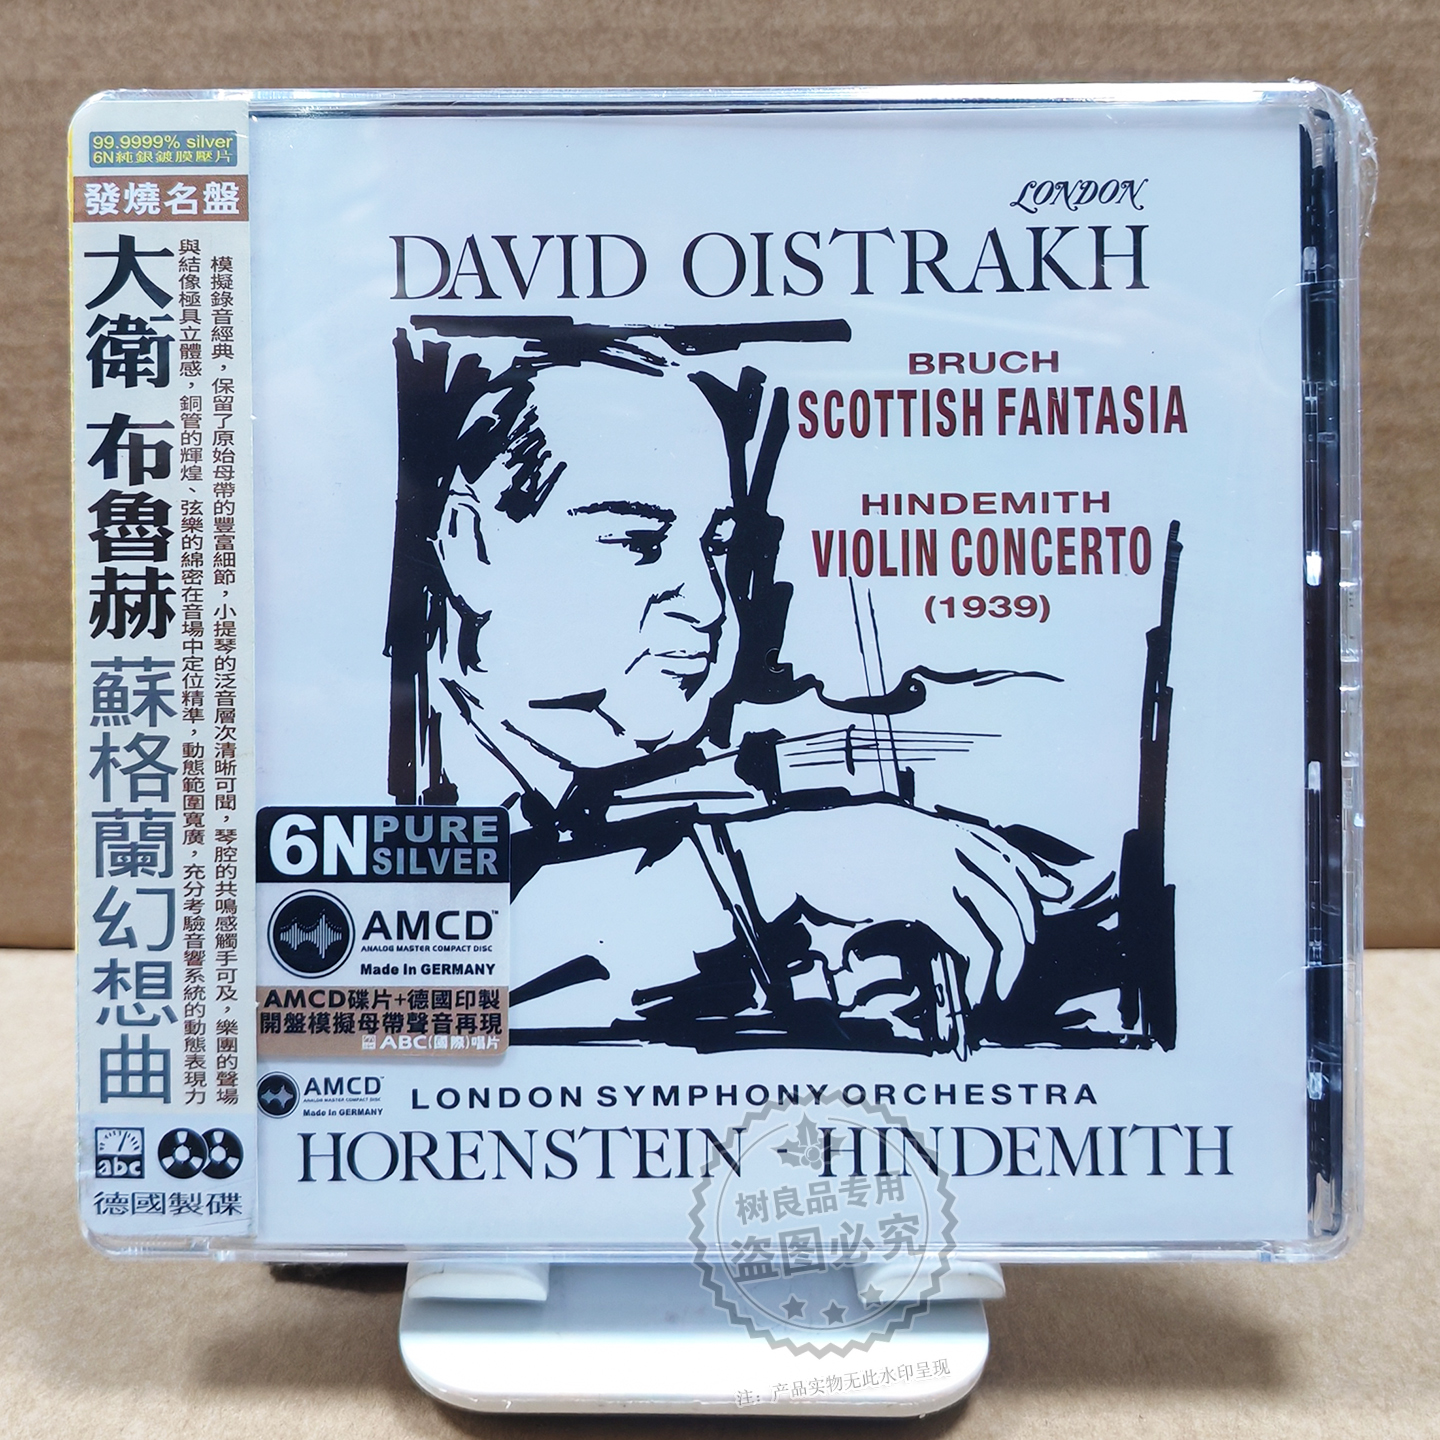 99.9999% silver
6N純銀鍍膜壓片
發燒名盤
大衛 布魯赫 蘇格蘭幻想曲
模擬錄音經典，保留了原始母帶的豐富細節，小提琴的泛音層次清晰可聞，琴腔的共鳴感觸手可及，樂團的聲場
與結像極具立體感，銅管的輝煌、弦樂的綿密在音場中定位精準，動態範圍寬廣，充分考驗音響系統的動態表現力
abc
德國製碟
LONDON
DAVID OISTRAKH
BRUCH
SCOTTISH FANTASIA
HINDEMITH
VIOLIN CONCERTO
(1939)
6N PURE
SILVER
AMCD™
ANALOG MASTER COMPACT DISC
Made In GERMANY
AMCD碟片+德國印製
開盤模擬母帶聲音再現
ABC(國際)唱片
AMCD™
ANALOG MASTER COMPACT DISC
Made In GERMANY
LONDON SYMPHONY ORCHESTRA
HORENSTEIN · HINDEMITH
树良品专用
盗图必究
注：产品实物无此水印呈现